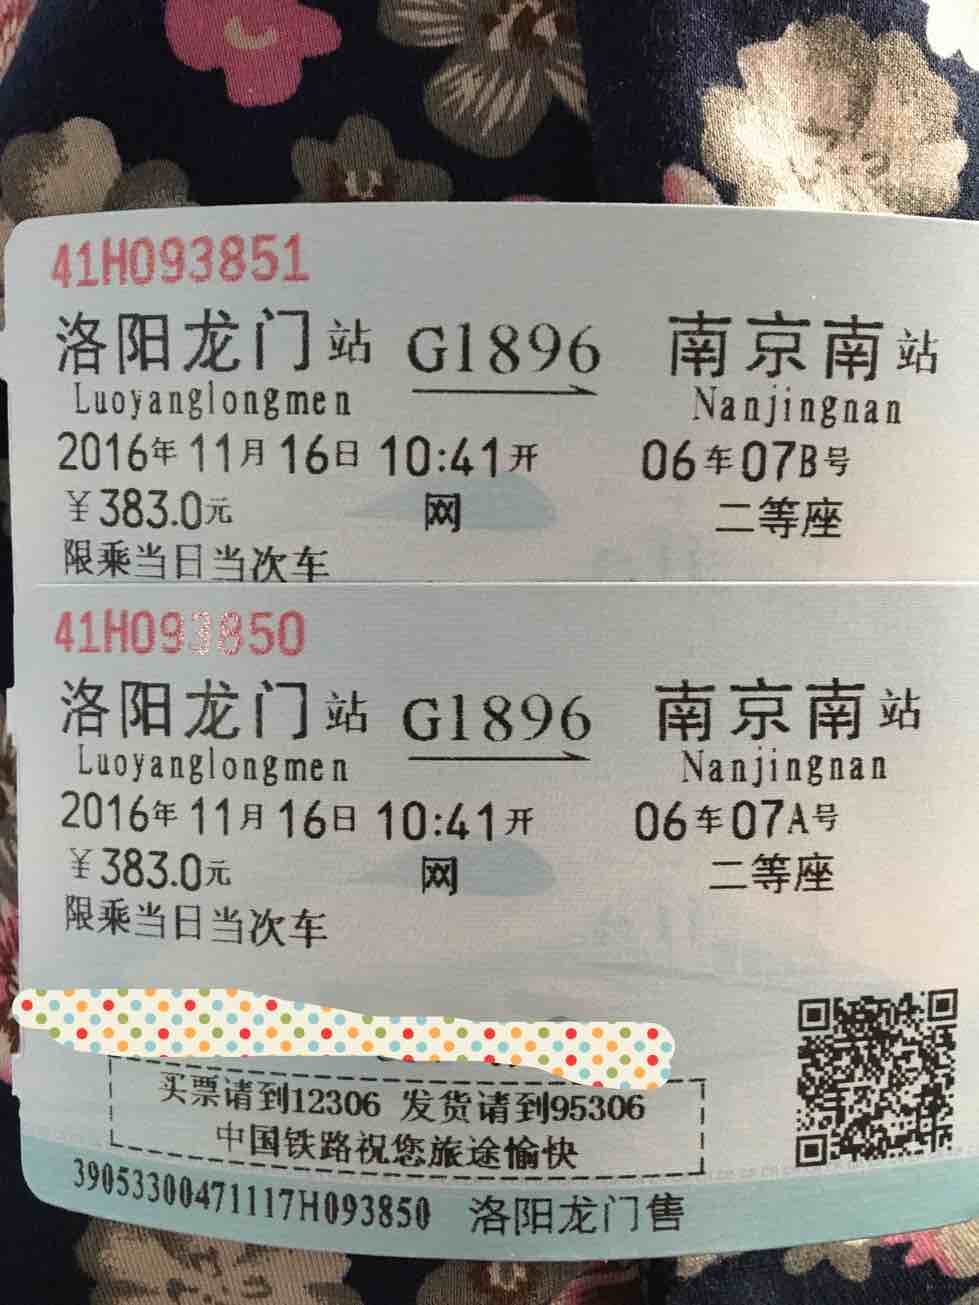 41H093851
洛阳龙门站 G1896 南京南站
Luoyanglongmen Nanjingnan
2016年11月16日 10:41开 06车07B号
￥383.0元 网 二等座
限乘当日当次车
41H093850
洛阳龙门站 G1896 南京南站
Luoyanglongmen Nanjingnan
2016年11月16日 10:41开 06车07A号
￥383.0元 网 二等座
限乘当日当次车
买票请到12306 发货请到95306
中国铁路祝您旅途愉快
39053300471117H093850 洛阳龙门售